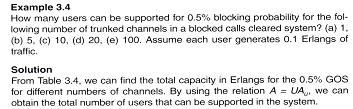 Example 3.4
How many users can be supported for 0.5% blocking probability for the fol-
lowing number of trunked channels in a blocked calls cleared system? (a) 1,
(b) 5, (c) 10, (d) 20, (e) 100. Assume each user generates 0.1 Erlangs of
traffic.
Solution
From Table 3.4, we can find the total capacity in Erlangs for the 0.5% GOS
for different numbers of channels. By using the relation A = UAᵤ, we can
obtain the total number of users that can be supported in the system.